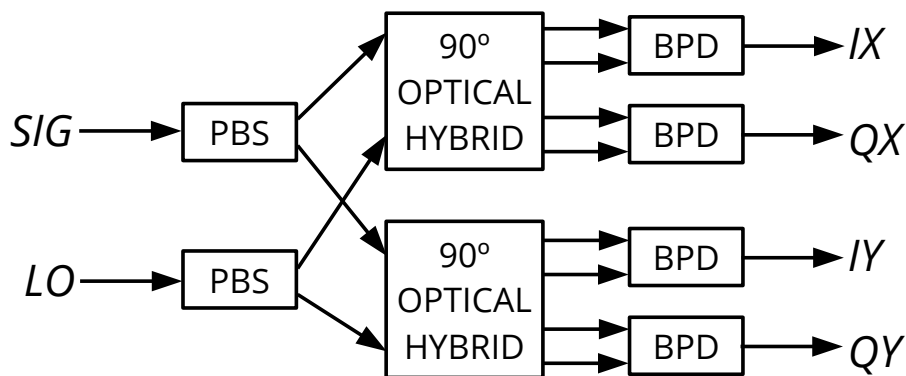 SIG
LO
PBS
PBS
90º
OPTICAL
HYBRID
90º
OPTICAL
HYBRID
BPD
BPD
BPD
BPD
IX
QX
IY
QY